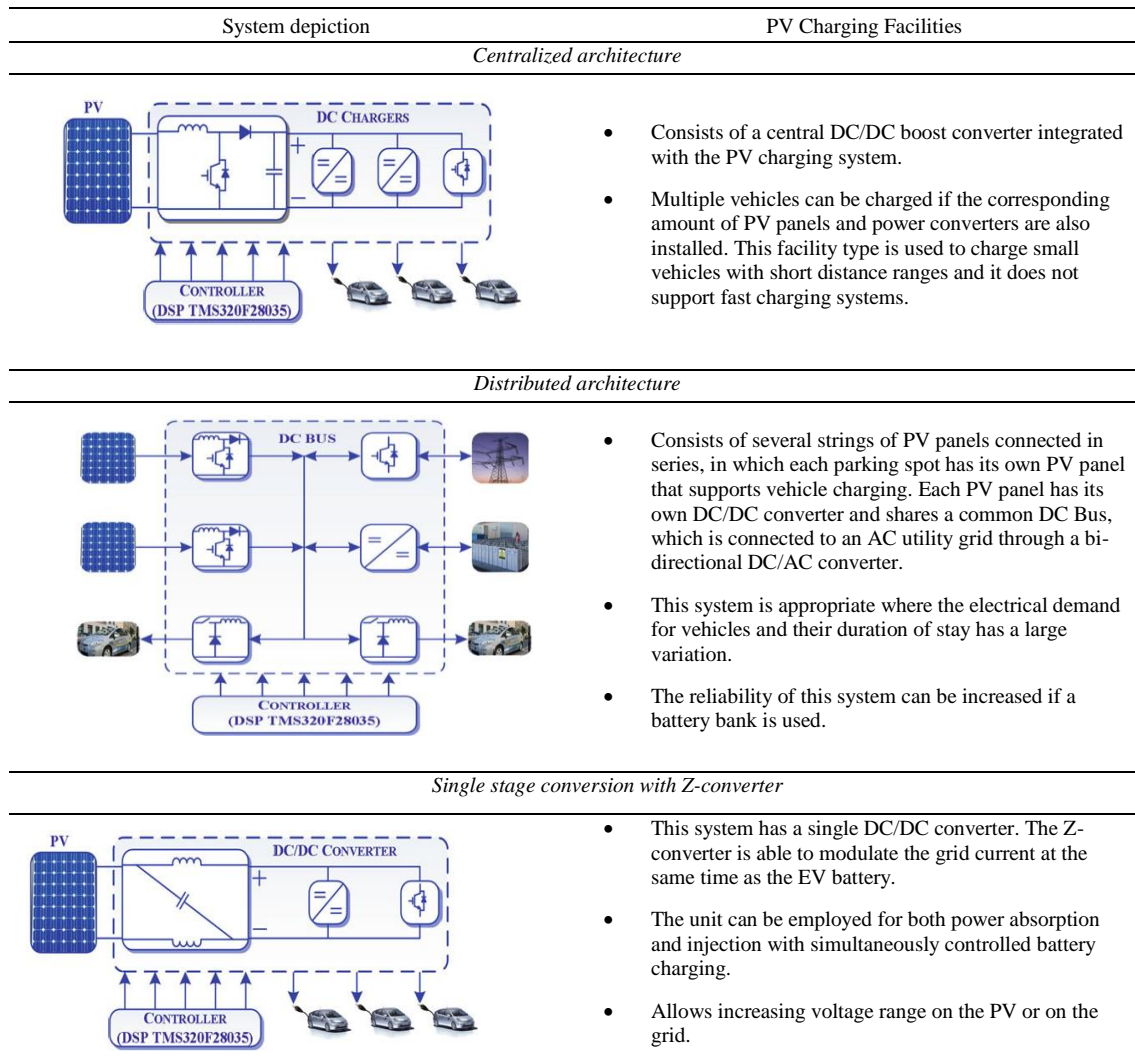 System depiction
PV Charging Facilities
Centralized architecture
PV
DC CHARGERS
+
−
CONTROLLER
(DSP TMS320F28035)
• Consists of a central DC/DC boost converter integrated
with the PV charging system.
• Multiple vehicles can be charged if the corresponding
amount of PV panels and power converters are also
installed. This facility type is used to charge small
vehicles with short distance ranges and it does not
support fast charging systems.
Distributed architecture
DC BUS
CONTROLLER
(DSP TMS320F28035)
• Consists of several strings of PV panels connected in
series, in which each parking spot has its own PV panel
that supports vehicle charging. Each PV panel has its
own DC/DC converter and shares a common DC Bus,
which is connected to an AC utility grid through a bi-
directional DC/AC converter.
• This system is appropriate where the electrical demand
for vehicles and their duration of stay has a large
variation.
• The reliability of this system can be increased if a
battery bank is used.
Single stage conversion with Z-converter
PV
DC/DC CONVERTER
+
−
CONTROLLER
(DSP TMS320F28035)
• This system has a single DC/DC converter. The Z-
converter is able to modulate the grid current at the
same time as the EV battery.
• The unit can be employed for both power absorption
and injection with simultaneously controlled battery
charging.
• Allows increasing voltage range on the PV or on the
grid.